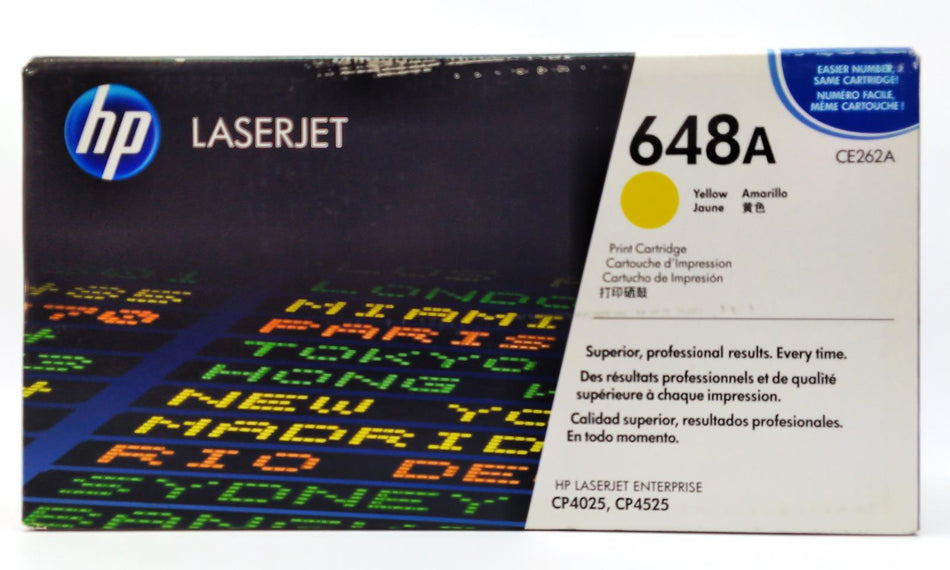 hp
LASERJET
EASIER NUMBER,
SAME CARTRIDGE!
NUMÉRO FACILE,
MÊME CARTOUCHE !
648A
CE262A
Yellow Amarillo
Jaune 黄色
Print Cartridge
Cartouche d'Impression
Cartucho de Impresión
打印硒鼓
Superior, professional results. Every time.
Des résultats professionnels et de qualité
supérieure à chaque impression.
Calidad superior, resultados profesionales.
En todo momento.
HP LASERJET ENTERPRISE
CP4025, CP4525
MIAMI
PARIS
TOKYO
HONG
NEW YO
MADRID
RIO DE
SYDNEY